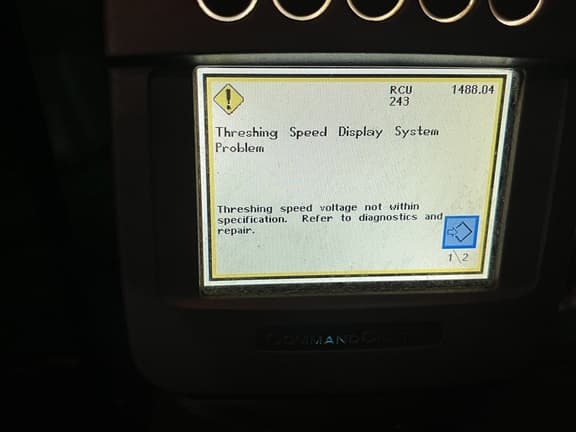 RCU 1488.04
243
Threshing Speed Display System
Problem
Threshing speed voltage not within
specification. Refer to diagnostics and
repair.
1\2